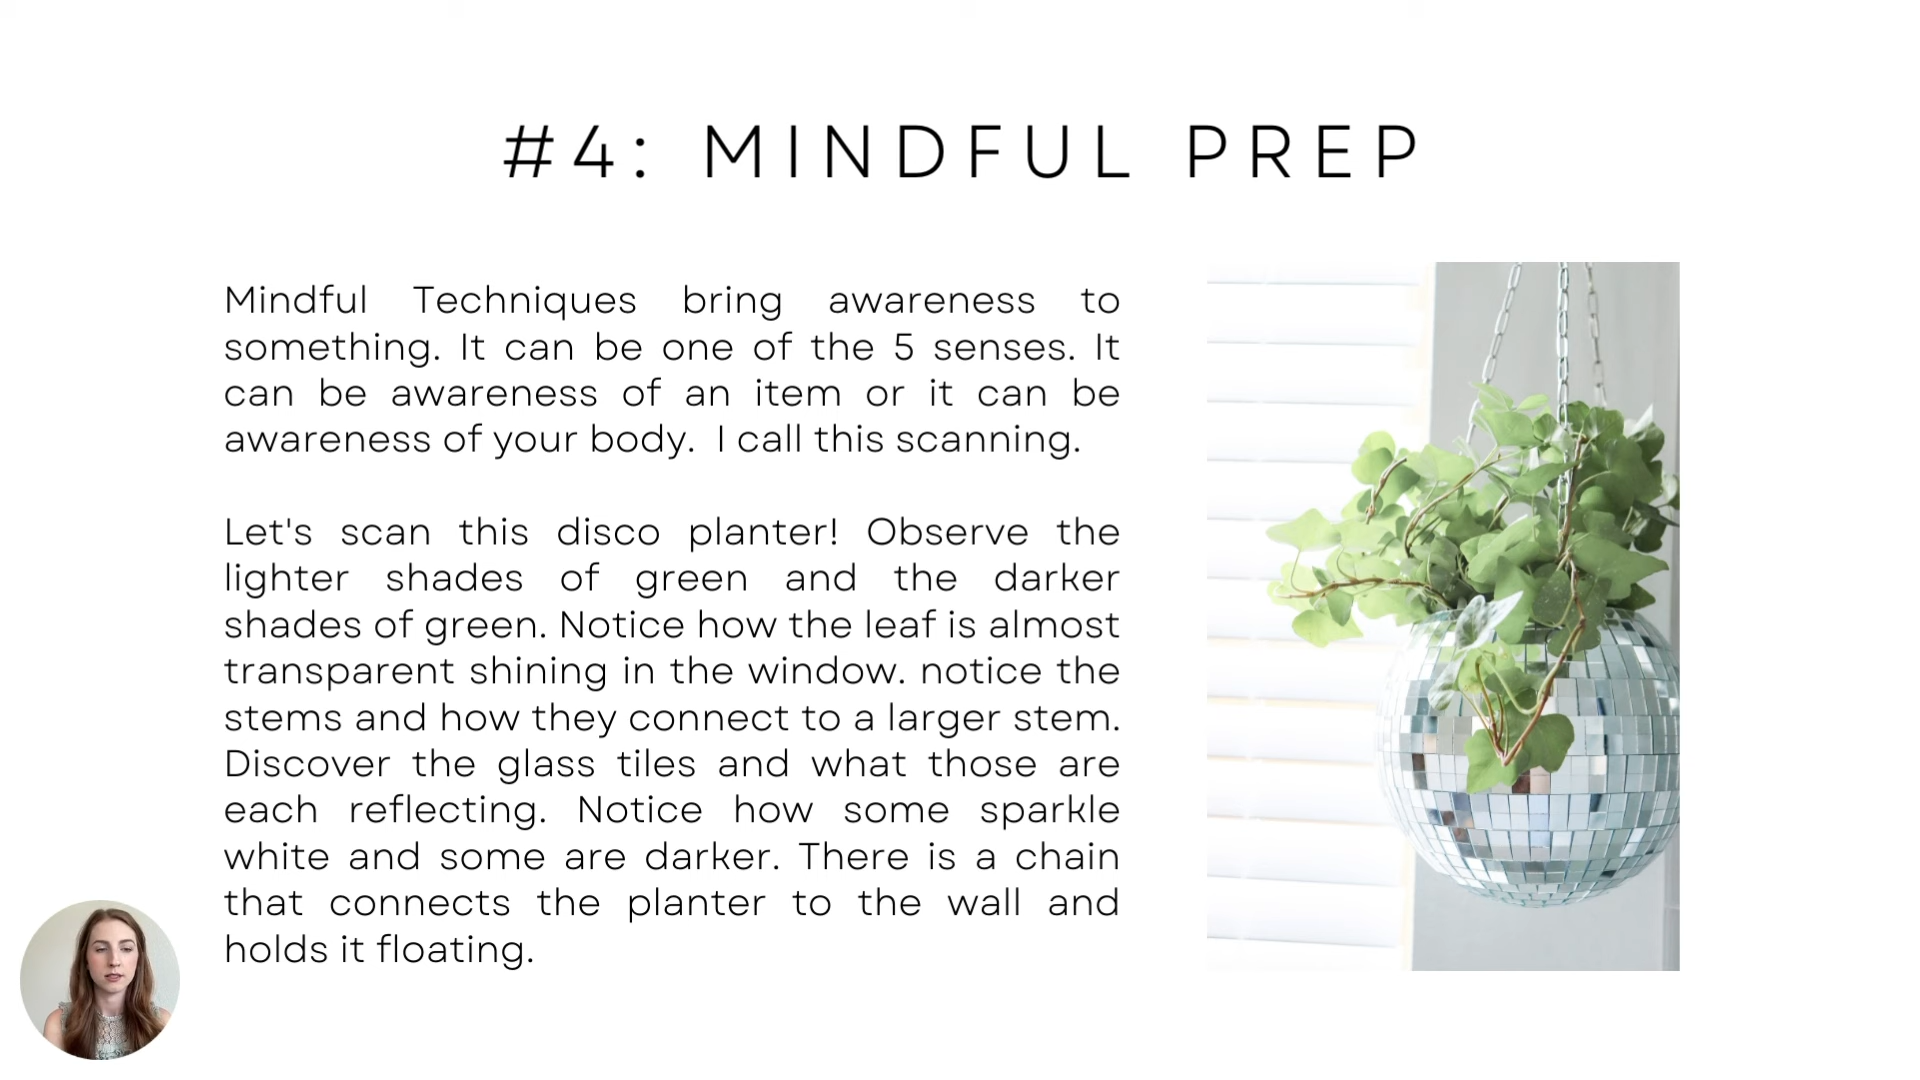 #4: MINDFUL PREP
Mindful Techniques bring awareness to
something. It can be one of the 5 senses. It
can be awareness of an item or it can be
awareness of your body.  I call this scanning.
Let's scan this disco planter! Observe the
lighter shades of green and the darker
shades of green. Notice how the leaf is almost
transparent shining in the window. notice the
stems and how they connect to a larger stem.
Discover the glass tiles and what those are
each reflecting. Notice how some sparkle
white and some are darker. There is a chain
that connects the planter to the wall and
holds it floating.